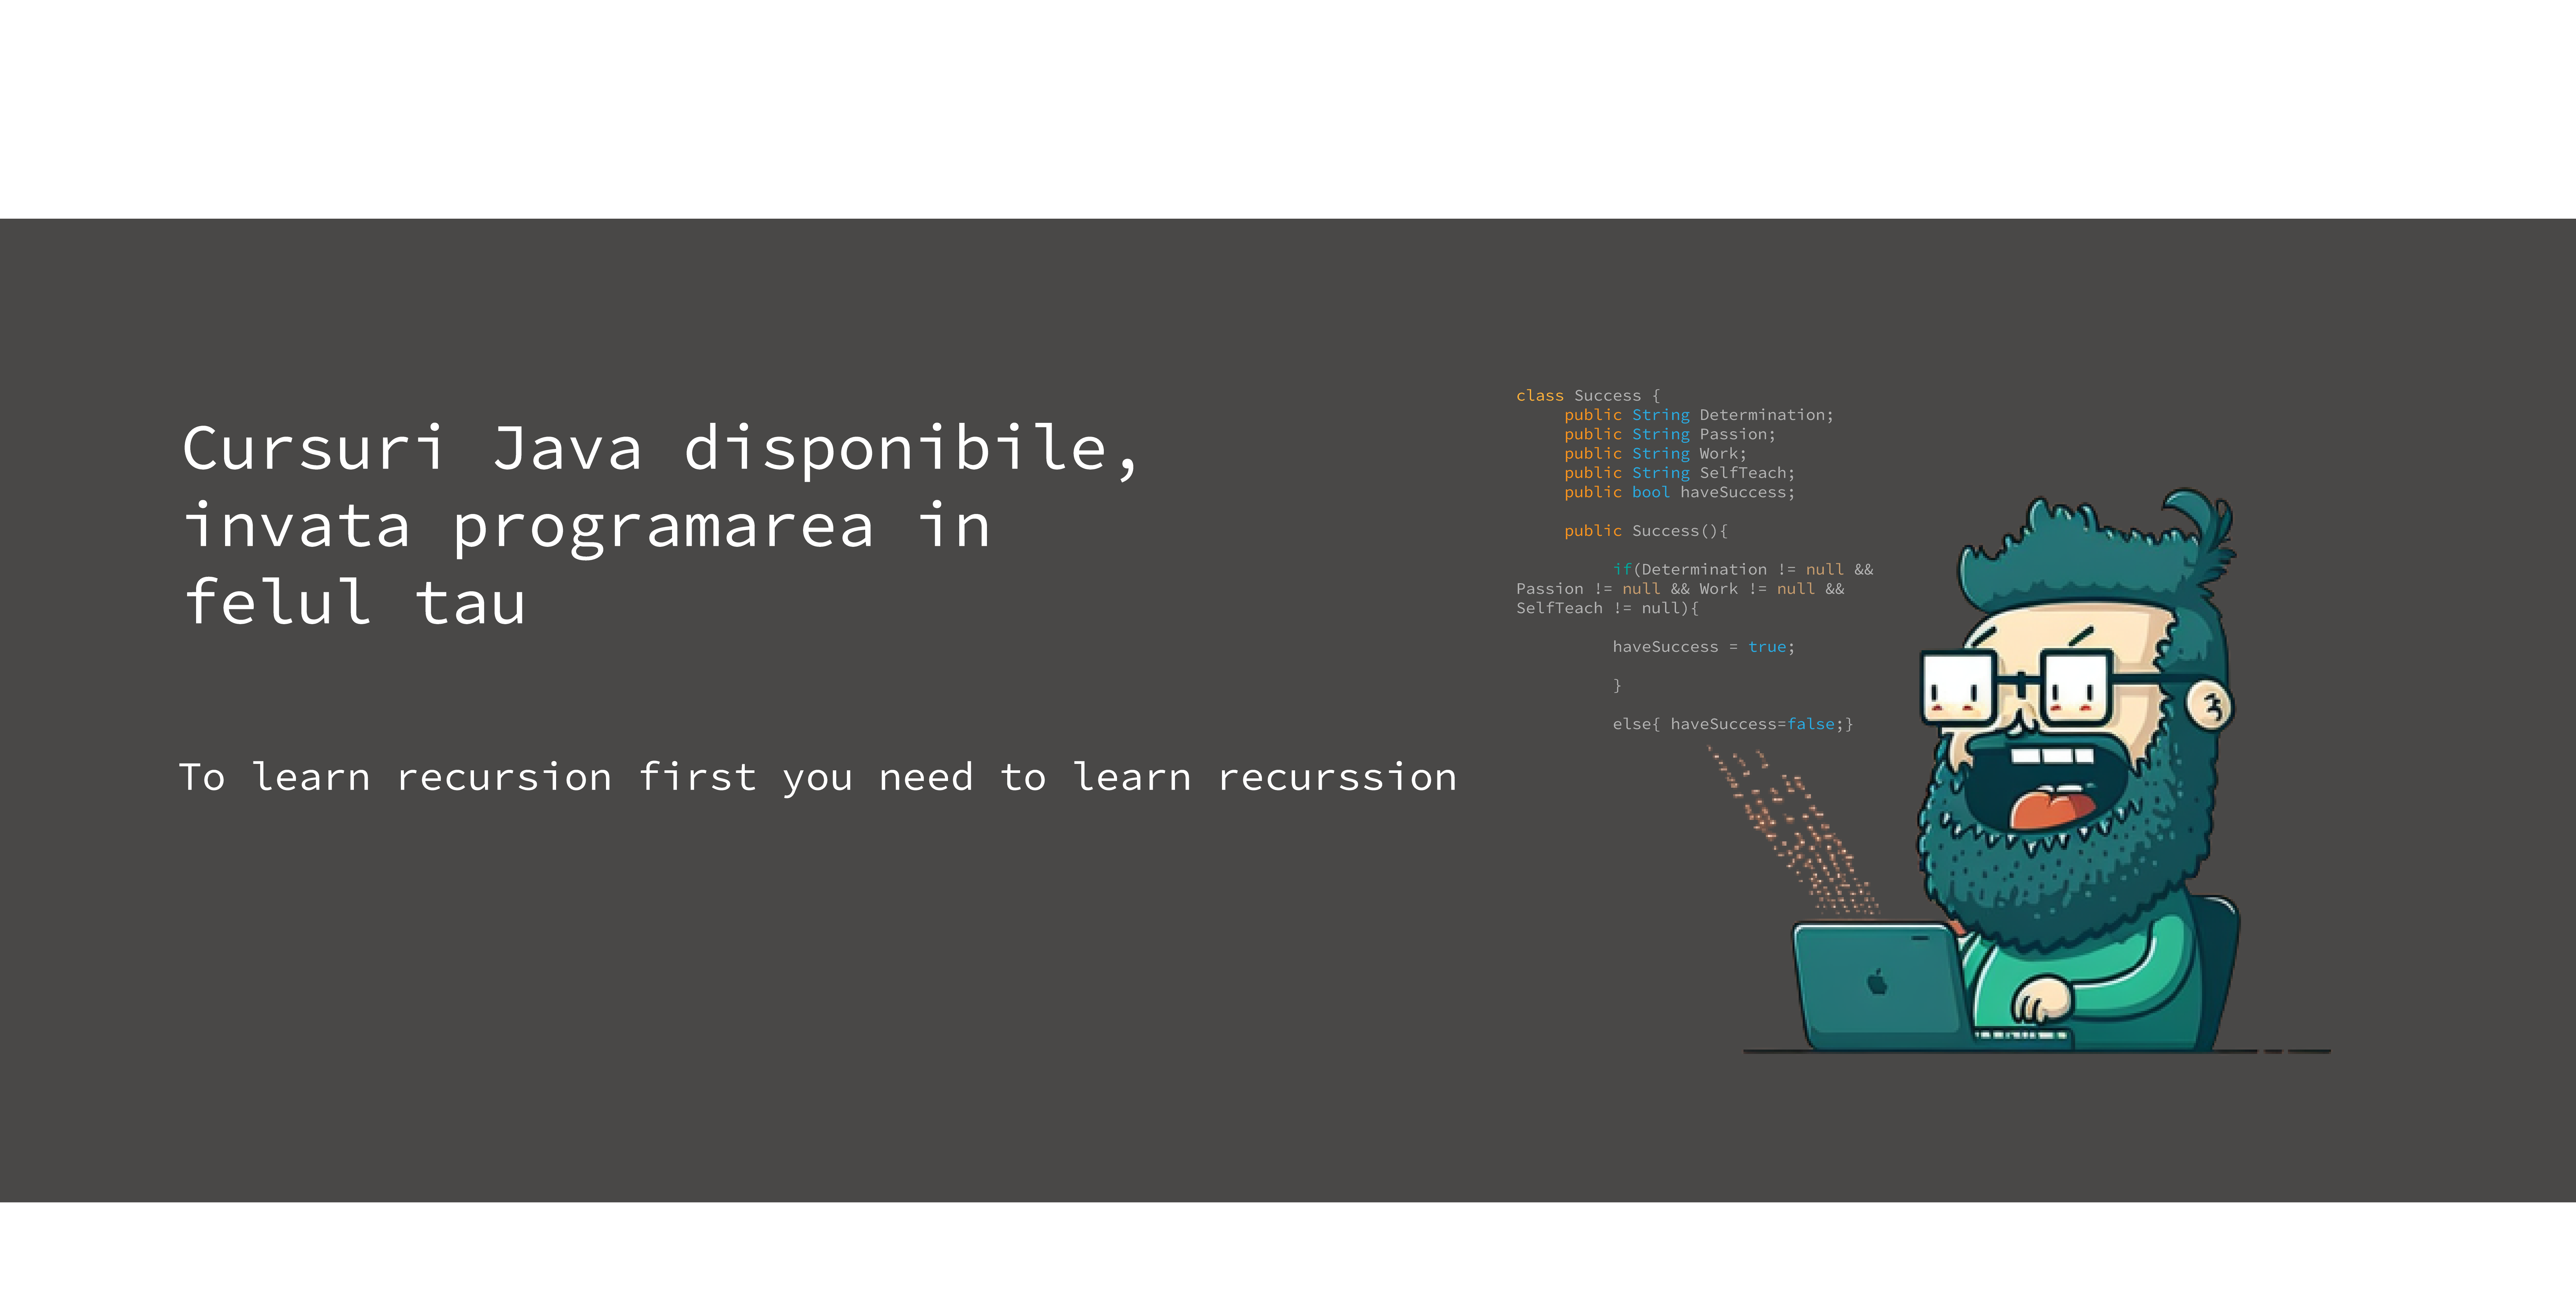 Cursuri Java disponibile,
invata programarea in
felul tau
To learn recursion first you need to learn recurssion
class Success {
public String Determination;
public String Passion;
public String Work;
public String SelfTeach;
public bool haveSuccess;
public Success(){
if(Determination != null &&
Passion != null && Work != null &&
SelfTeach != null){
haveSuccess = true;
}
else{ haveSuccess=false;}